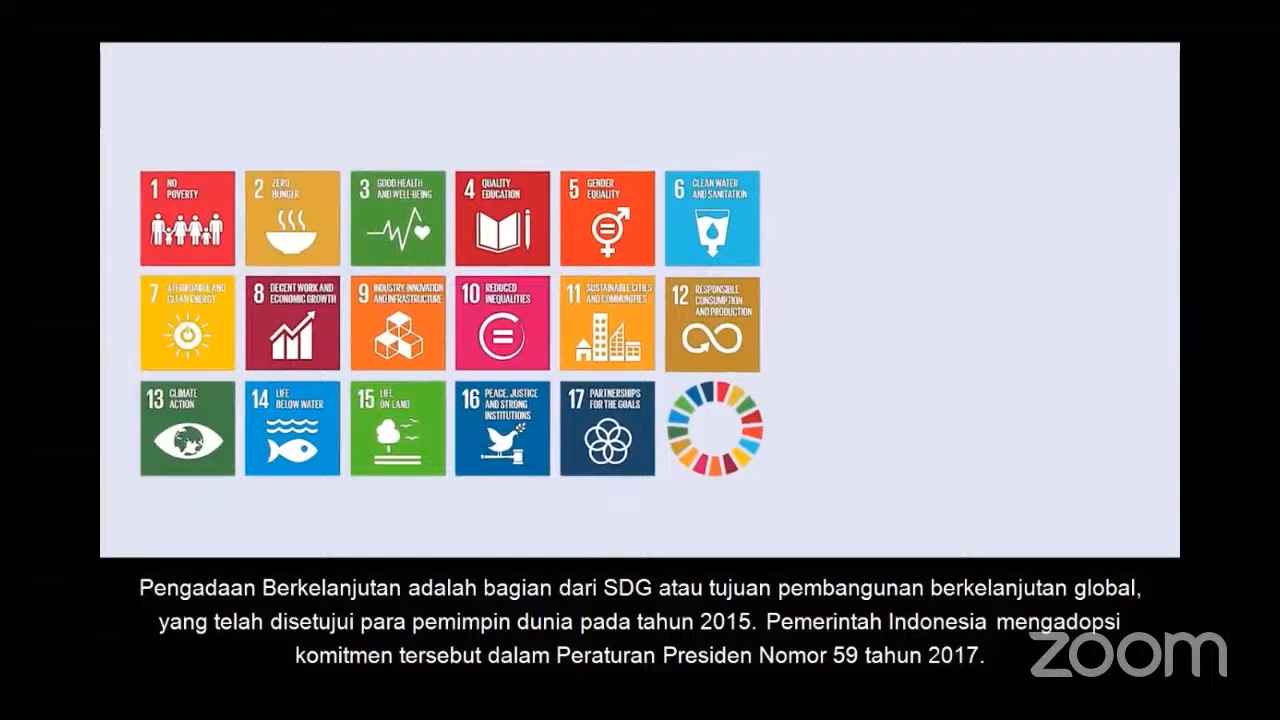 1 NO
POVERTY
2 ZERO
HUNGER
3 GOOD HEALTH
AND WELL-BEING
4 QUALITY
EDUCATION
5 GENDER
EQUALITY
6 CLEAN WATER
AND SANITATION
7 AFFORDABLE AND
CLEAN ENERGY
8 DECENT WORK AND
ECONOMIC GROWTH
9 INDUSTRY, INNOVATION
AND INFRASTRUCTURE
10 REDUCED
INEQUALITIES
11 SUSTAINABLE CITIES
AND COMMUNITIES
12 RESPONSIBLE
CONSUMPTION
AND PRODUCTION
13 CLIMATE
ACTION
14 LIFE
BELOW WATER
15 LIFE
ON LAND
16 PEACE, JUSTICE
AND STRONG
INSTITUTIONS
17 PARTNERSHIPS
FOR THE GOALS
Pengadaan Berkelanjutan adalah bagian dari SDG atau tujuan pembangunan berkelanjutan global,
yang telah disetujui para pemimpin dunia pada tahun 2015. Pemerintah Indonesia mengadopsi
komitmen tersebut dalam Peraturan Presiden Nomor 59 tahun 2017.
zoom